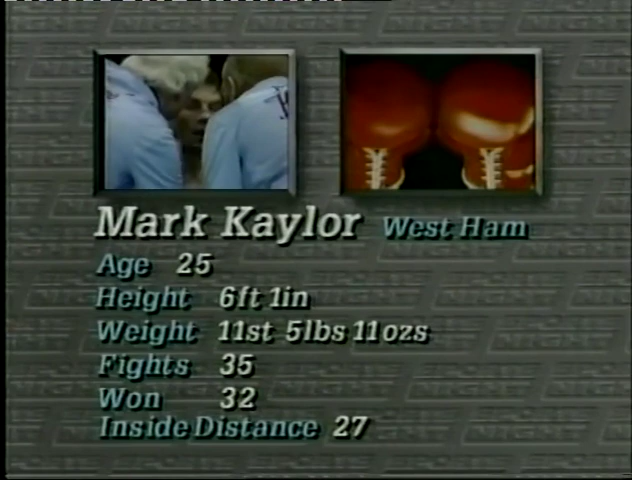 Mark Kaylor West Ham
Age 25
Height 6ft 1in
Weight 11st 5lbs 11ozs
Fights 35
Won 32
Inside Distance 27